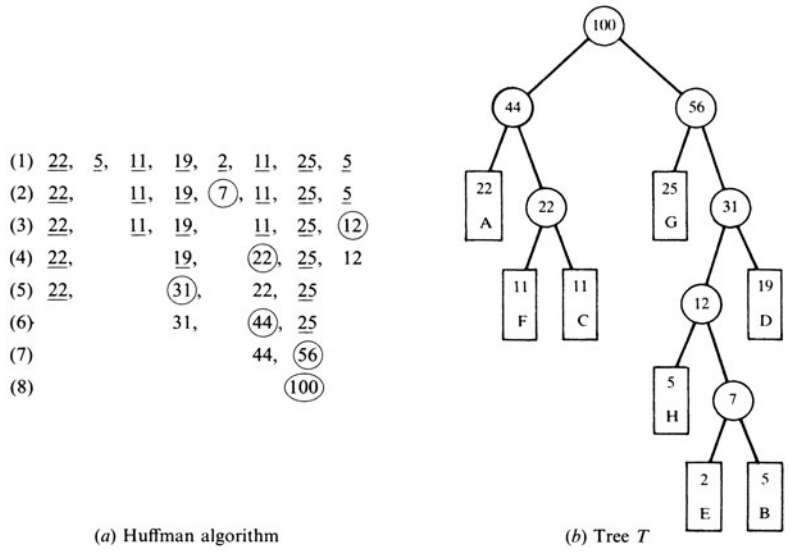 (1) 22, 5, 11, 19, 2, 11, 25, 5
(2) 22, 11, 19, 7, 11, 25, 5
(3) 22, 11, 19, 11, 25, 12
(4) 22, 19, 22, 25, 12
(5) 22, 31, 22, 25
(6) 31, 44, 25
(7) 44, 56
(8) 100
(a) Huffman algorithm
100
44 56
22 A
22
25 G
31
11 F
11 C
12
19 D
5 H
7
2 E
5 B
(b) Tree T